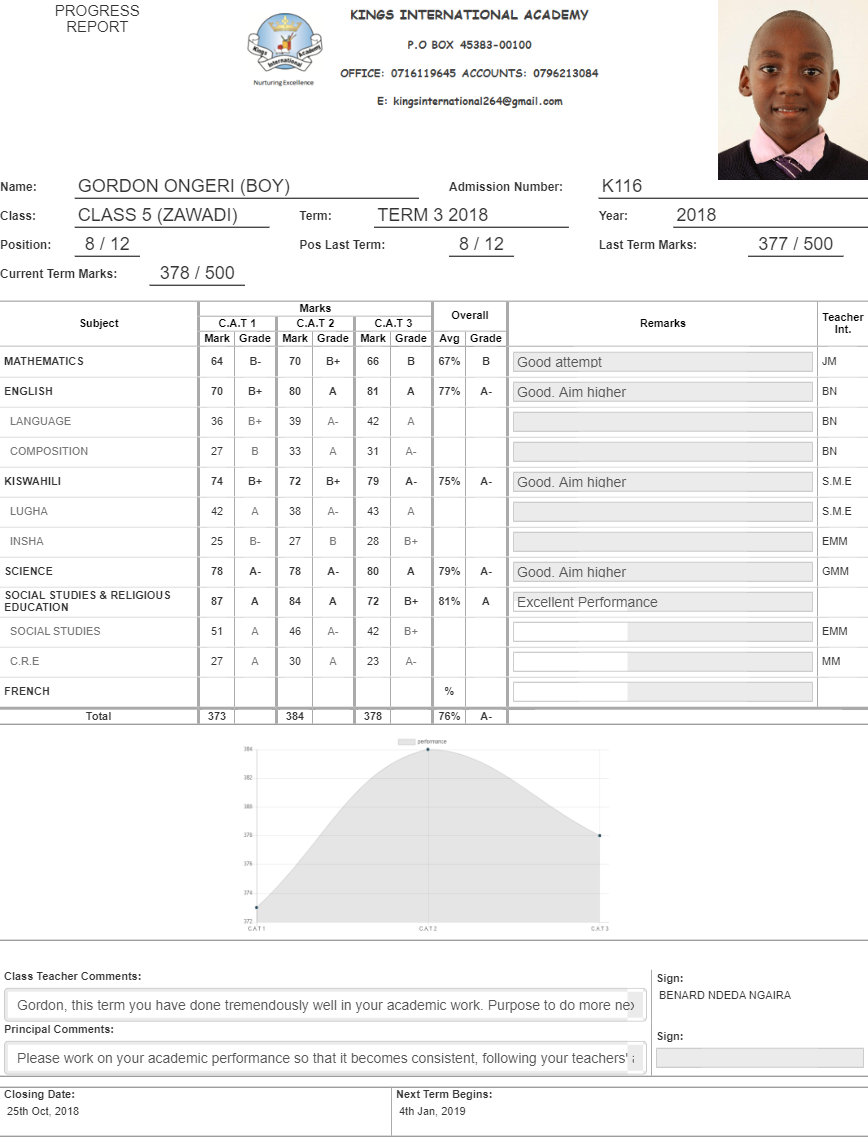 PROGRESS
REPORT
KINGS INTERNATIONAL ACADEMY
P.O BOX 45383-00100
OFFICE: 0716119645 ACCOUNTS: 0796213084
E: kingsinternational264@gmail.com
Kings International Academy
Nurturing Excellence
Name: GORDON ONGERI (BOY) Admission Number: K116
Class: CLASS 5 (ZAWADI) Term: TERM 3 2018 Year: 2018
Position: 8 / 12 Pos Last Term: 8 / 12 Last Term Marks: 377 / 500
Current Term Marks: 378 / 500
Subject Marks Overall Remarks Teacher Int.
C.A.T 1 C.A.T 2 C.A.T 3
Mark Grade Mark Grade Mark Grade Avg Grade
MATHEMATICS 64 B- 70 B+ 66 B 67% B Good attempt JM
ENGLISH 70 B+ 80 A 81 A 77% A- Good. Aim higher BN
LANGUAGE 36 B+ 39 A- 42 A BN
COMPOSITION 27 B 33 A 31 A- BN
KISWAHILI 74 B+ 72 B+ 79 A- 75% A- Good. Aim higher S.M.E
LUGHA 42 A 38 A- 43 A S.M.E
INSHA 25 B- 27 B 28 B+ EMM
SCIENCE 78 A- 78 A- 80 A 79% A- Good. Aim higher GMM
SOCIAL STUDIES & RELIGIOUS
EDUCATION 87 A 84 A 72 B+ 81% A Excellent Performance
SOCIAL STUDIES 51 A 46 A- 42 B+ EMM
C.R.E 27 A 30 A 23 A- MM
FRENCH %
Total 373 384 378 76% A-
performance
384
382
380
378
376
374
372
CAT1 CAT2 CAT3
Class Teacher Comments:
Gordon, this term you have done tremendously well in your academic work. Purpose to do more
Sign:
BENARD NDEDA NGAIRA
Principal Comments:
Please work on your academic performance so that it becomes consistent, following your teachers'
Sign:
Closing Date: Next Term Begins:
25th Oct, 2018 4th Jan, 2019